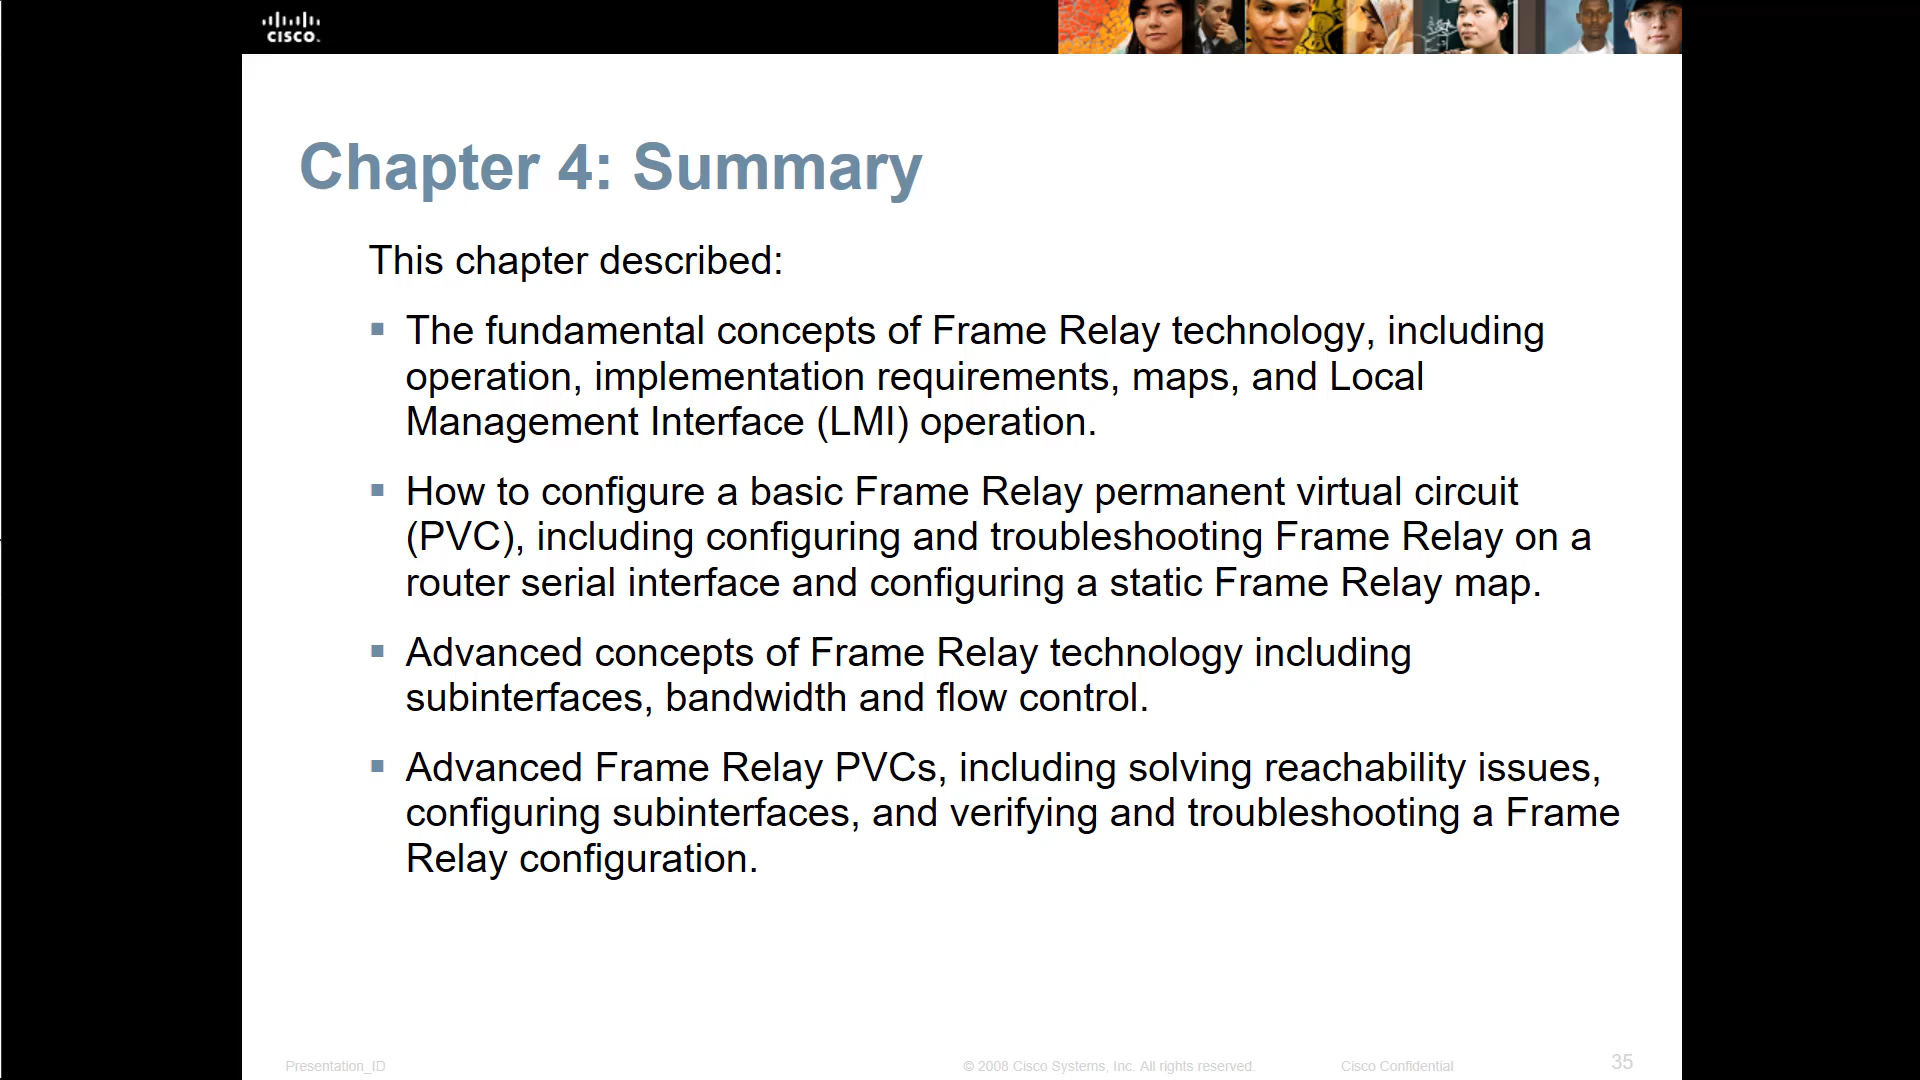 CISCO.
Chapter 4: Summary
This chapter described:
▪ The fundamental concepts of Frame Relay technology, including
operation, implementation requirements, maps, and Local
Management Interface (LMI) operation.
▪ How to configure a basic Frame Relay permanent virtual circuit
(PVC), including configuring and troubleshooting Frame Relay on a
router serial interface and configuring a static Frame Relay map.
▪ Advanced concepts of Frame Relay technology including
subinterfaces, bandwidth and flow control.
▪ Advanced Frame Relay PVCs, including solving reachability issues,
configuring subinterfaces, and verifying and troubleshooting a Frame
Relay configuration.
Presentation_ID © 2008 Cisco Systems, Inc. All rights reserved. Cisco Confidential 35